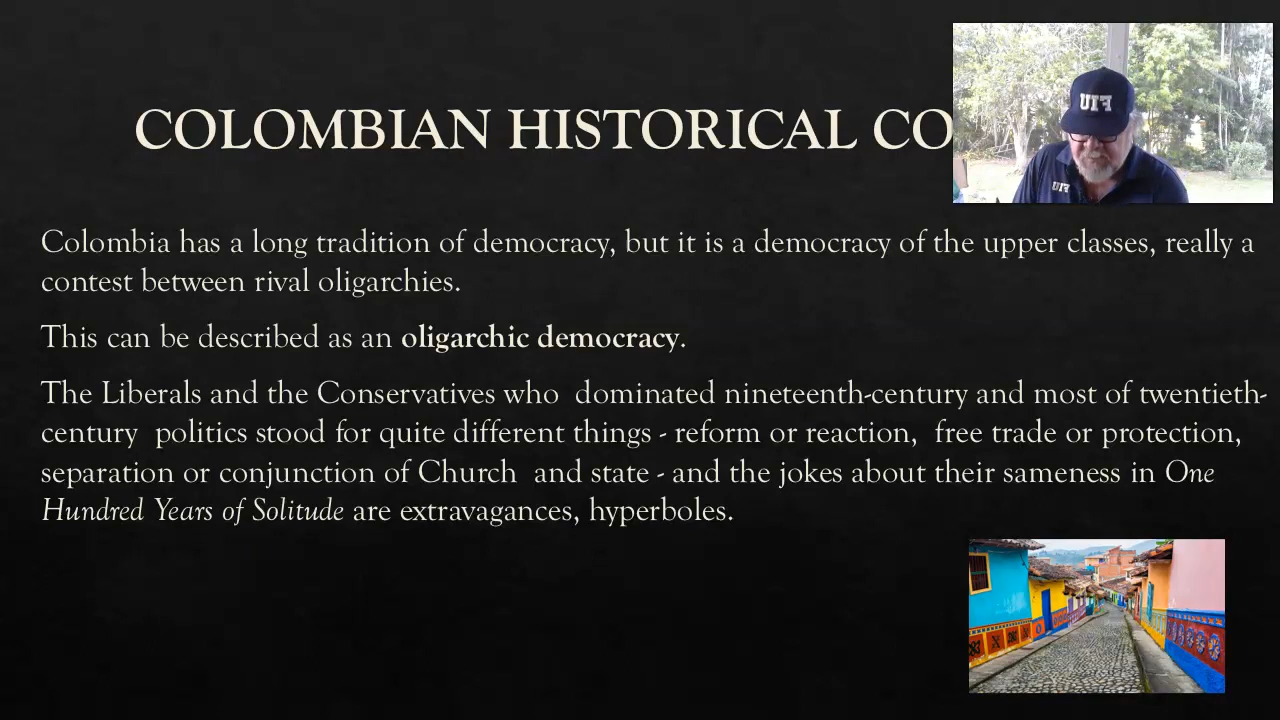 COLOMBIAN HISTORICAL CO
FIU
FIU
Colombia has a long tradition of democracy, but it is a democracy of the upper classes, really a
contest between rival oligarchies.
This can be described as an oligarchic democracy.
The Liberals and the Conservatives who  dominated nineteenth-century and most of twentieth-
century  politics stood for quite different things - reform or reaction,  free trade or protection,
separation or conjunction of Church  and state - and the jokes about their sameness in One
Hundred Years of Solitude are extravagances, hyperboles.